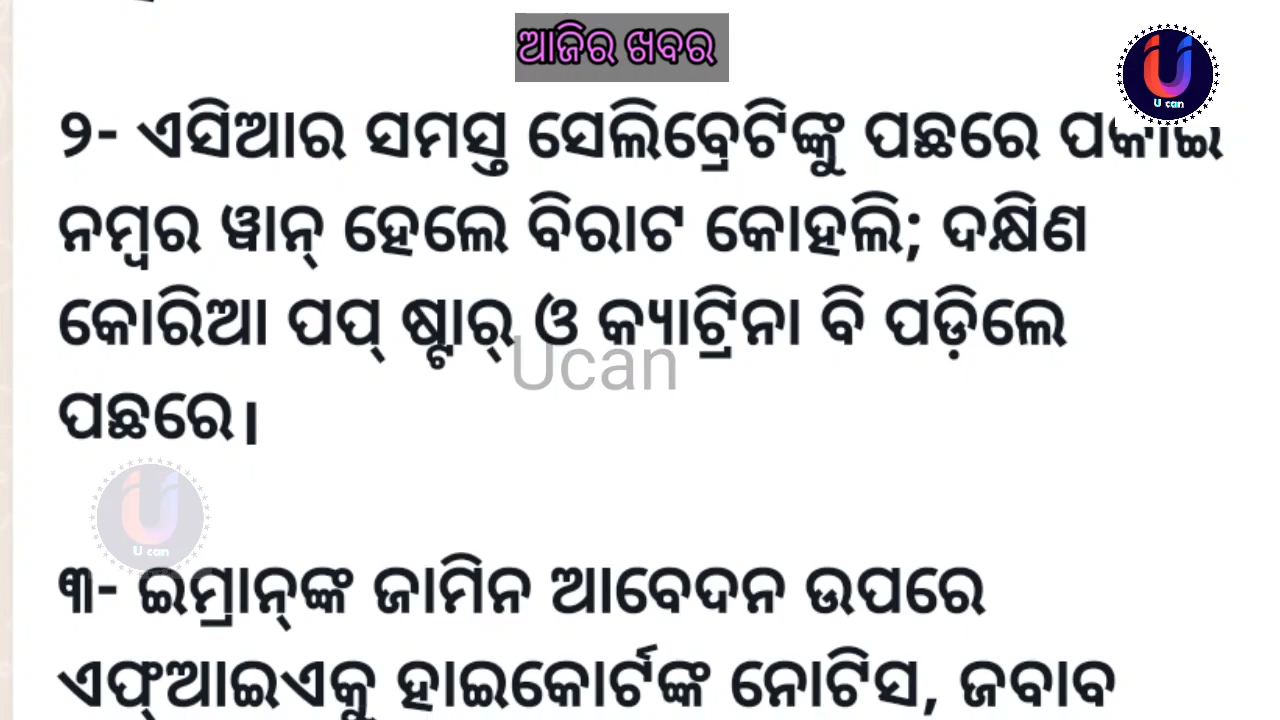 ଆଜିର ଖବର
U can
୨- ଏସିଆର ସମସ୍ତ ସେଲିବ୍ରେଟିଙ୍କୁ ପଛରେ ପକାଇ
ନମ୍ବର ୱାନ୍ ହେଲେ ବିରାଟ କୋହଲି; ଦକ୍ଷିଣ
କୋରିଆ ପପ୍ ଷ୍ଟାର୍ ଓ କ୍ୟାଟ୍ରିନା ବି ପଡ଼ିଲେ
Ucan
ପଛରେ।
U can
୩- ଇମ୍ରାନ୍‌ଙ୍କ ଜାମିନ ଆବେଦନ ଉପରେ
ଏଫ୍‌ଆଇଏକୁ ହାଇକୋର୍ଟଙ୍କ ନୋଟିସ, ଜବାବ